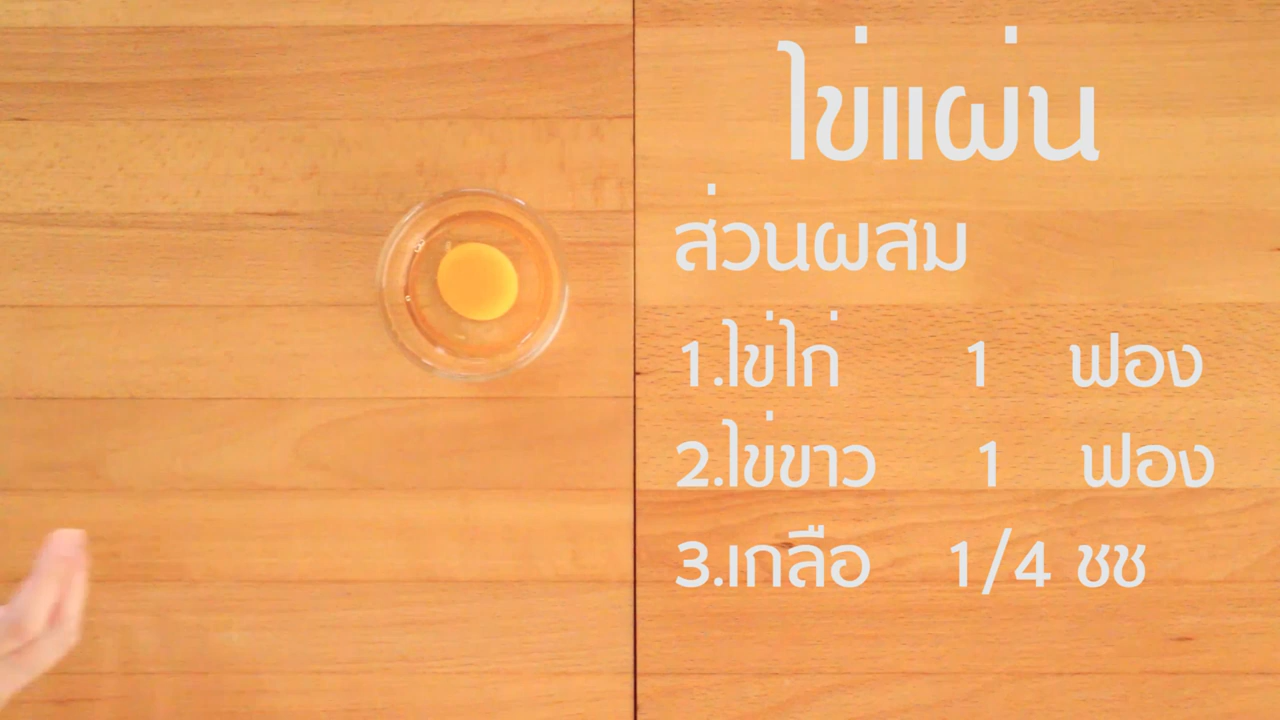 ไข่แผ่น
ส่วนผสม
1.ไข่ไก่ 1 ฟอง
2.ไข่ขาว 1 ฟอง
3.เกลือ 1/4 ชช